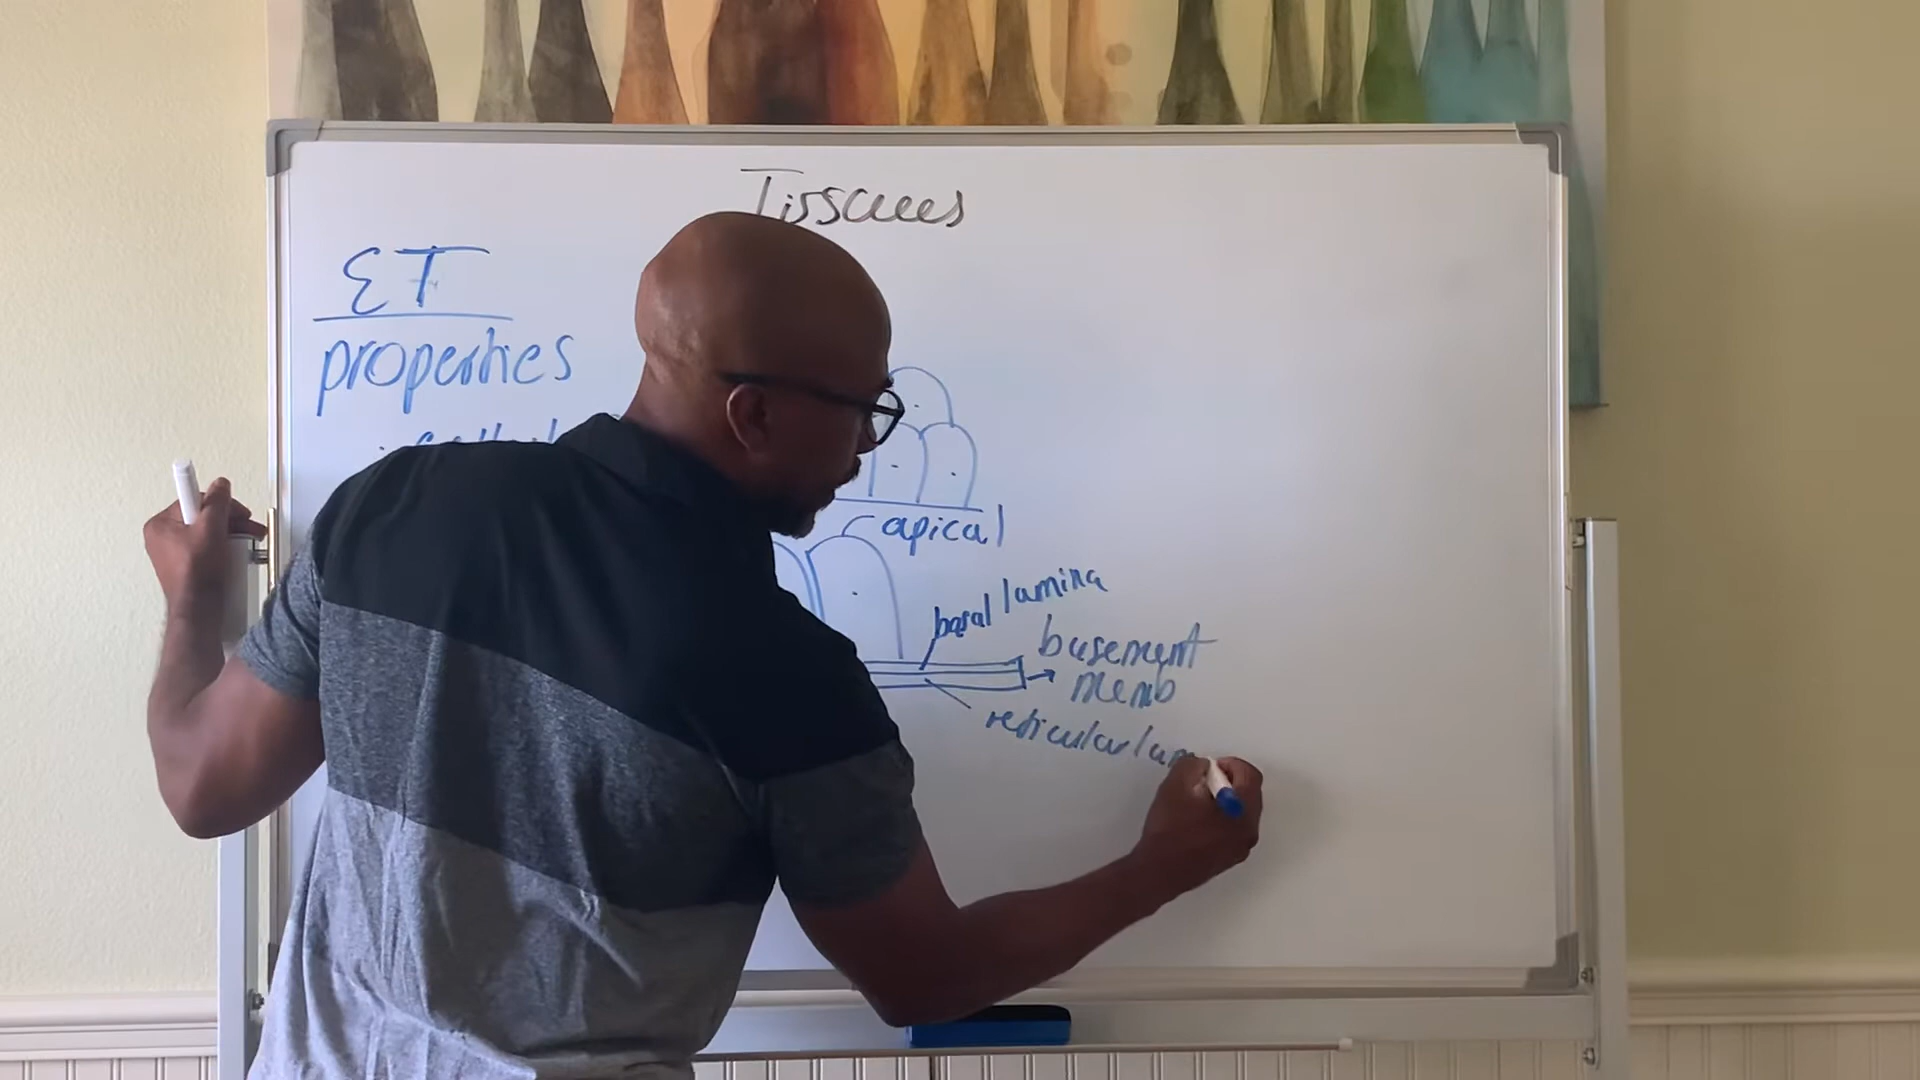 Tissues
ET
properties
apical
basal lamina
basement
memb
reticular lam